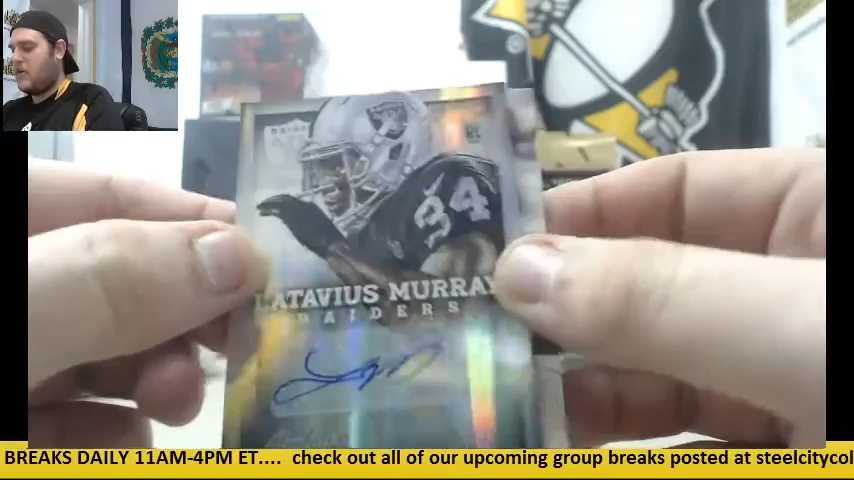 34
LATAVIUS MURRAY
RAIDERS
BREAKS DAILY 11AM-4PM ET.... check out all of our upcoming group breaks posted at steelcitycol